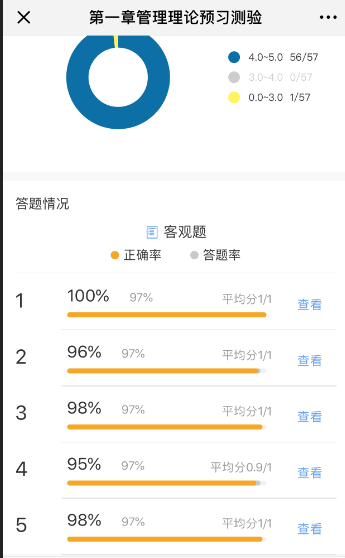 第一章管理理论预习测验
4.0~5.0 56/57
3.0~4.0 0/57
0.0~3.0 1/57
答题情况
客观题
正确率 答题率
1 100% 97% 平均分1/1 查看
2 96% 97% 平均分1/1 查看
3 98% 97% 平均分1/1 查看
4 95% 97% 平均分0.9/1 查看
5 98% 97% 平均分1/1 查看